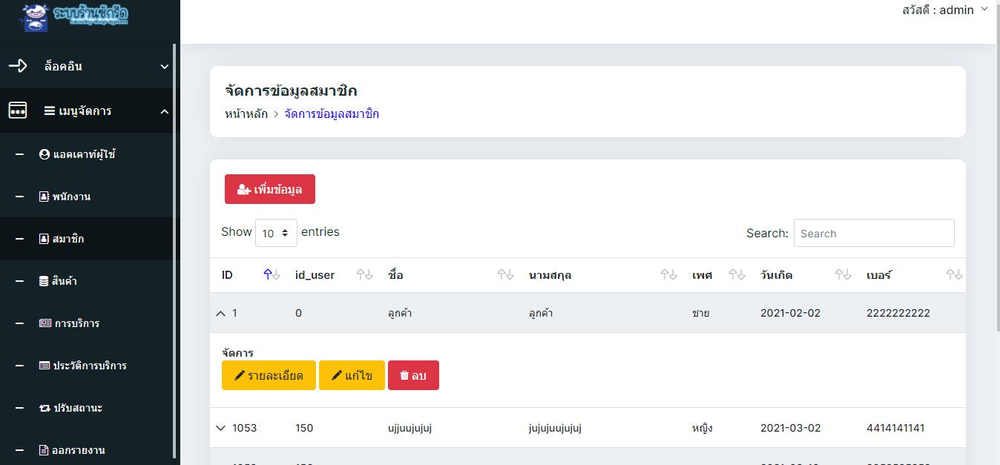 ระบบร้านซักรีด
สวัสดี : admin
ล็อคอิน
เมนูจัดการ
แอคเคาท์ผู้ใช้
พนักงาน
สมาชิก
สินค้า
การบริการ
ประวัติการบริการ
ปรับสถานะ
ออกรายงาน
จัดการข้อมูลสมาชิก
หน้าหลัก > จัดการข้อมูลสมาชิก
เพิ่มข้อมูล
Show 10 entries
Search: Search
ID id_user ชื่อ นามสกุล เพศ วันเกิด เบอร์
1 0 ลูกค้า ลูกค้า ชาย 2021-02-02 2222222222
จัดการ
รายละเอียด แก้ไข ลบ
1053 150 ujjuujujuj jujujuujujuj หญิง 2021-03-02 4414141141